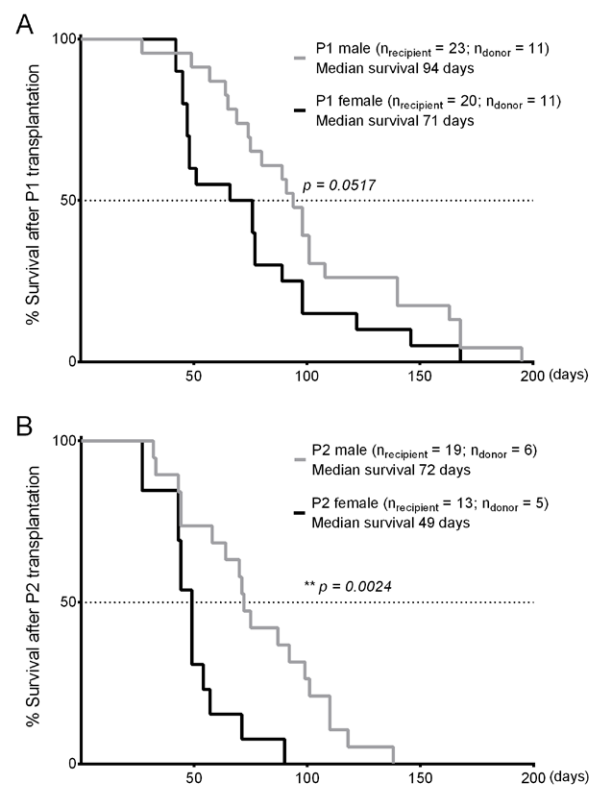 A
100
P1 male (nrecipient = 23; ndonor = 11)
Median survival 94 days
P1 female (nrecipient = 20; ndonor = 11)
Median survival 71 days
p = 0.0517
50
0
% Survival after P1 transplantation
50 100 150 200 (days)
B
100
P2 male (nrecipient = 19; ndonor = 6)
Median survival 72 days
P2 female (nrecipient = 13; ndonor = 5)
Median survival 49 days
** p = 0.0024
50
0
% Survival after P2 transplantation
50 100 150 200 (days)